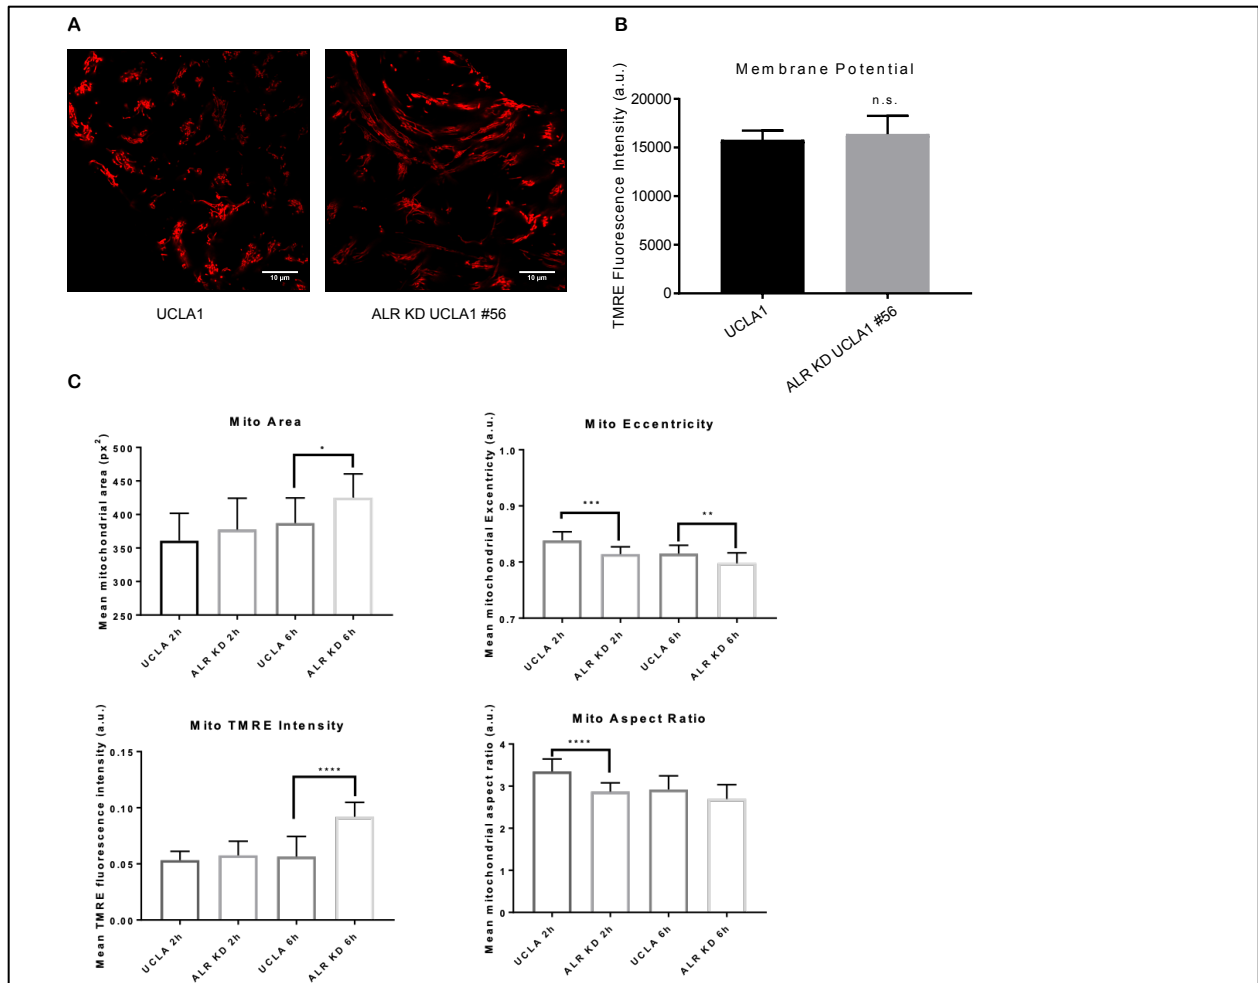 A
10 µm
UCLA1
10 µm
ALR KD UCLA1 #56
B
Membrane Potential
TMRE Fluorescence Intensity (a.u.)
20000
15000
10000
5000
0
n.s.
UCLA1
ALR KD UCLA1 #56
C
Mito Area
Mean mitochondrial area (px²)
500
450
400
350
300
250
*
UCLA 2h
ALR KD 2h
UCLA 6h
ALR KD 6h
Mito Eccentricity
Mean mitochondrial Excentricty (a.u.)
1.0
0.9
0.8
0.7
***
**
UCLA 2h
ALR KD 2h
UCLA 6h
ALR KD 6h
Mito TMRE Intensity
Mean TMRE fluorescence intensity (a.u.)
0.15
0.10
0.05
0.00
****
UCLA 2h
ALR KD 2h
UCLA 6h
ALR KD 6h
Mito Aspect Ratio
Mean mitochondrial aspect ratio (a.u.)
4
3
2
1
0
****
UCLA 2h
ALR KD 2h
UCLA 6h
ALR KD 6h